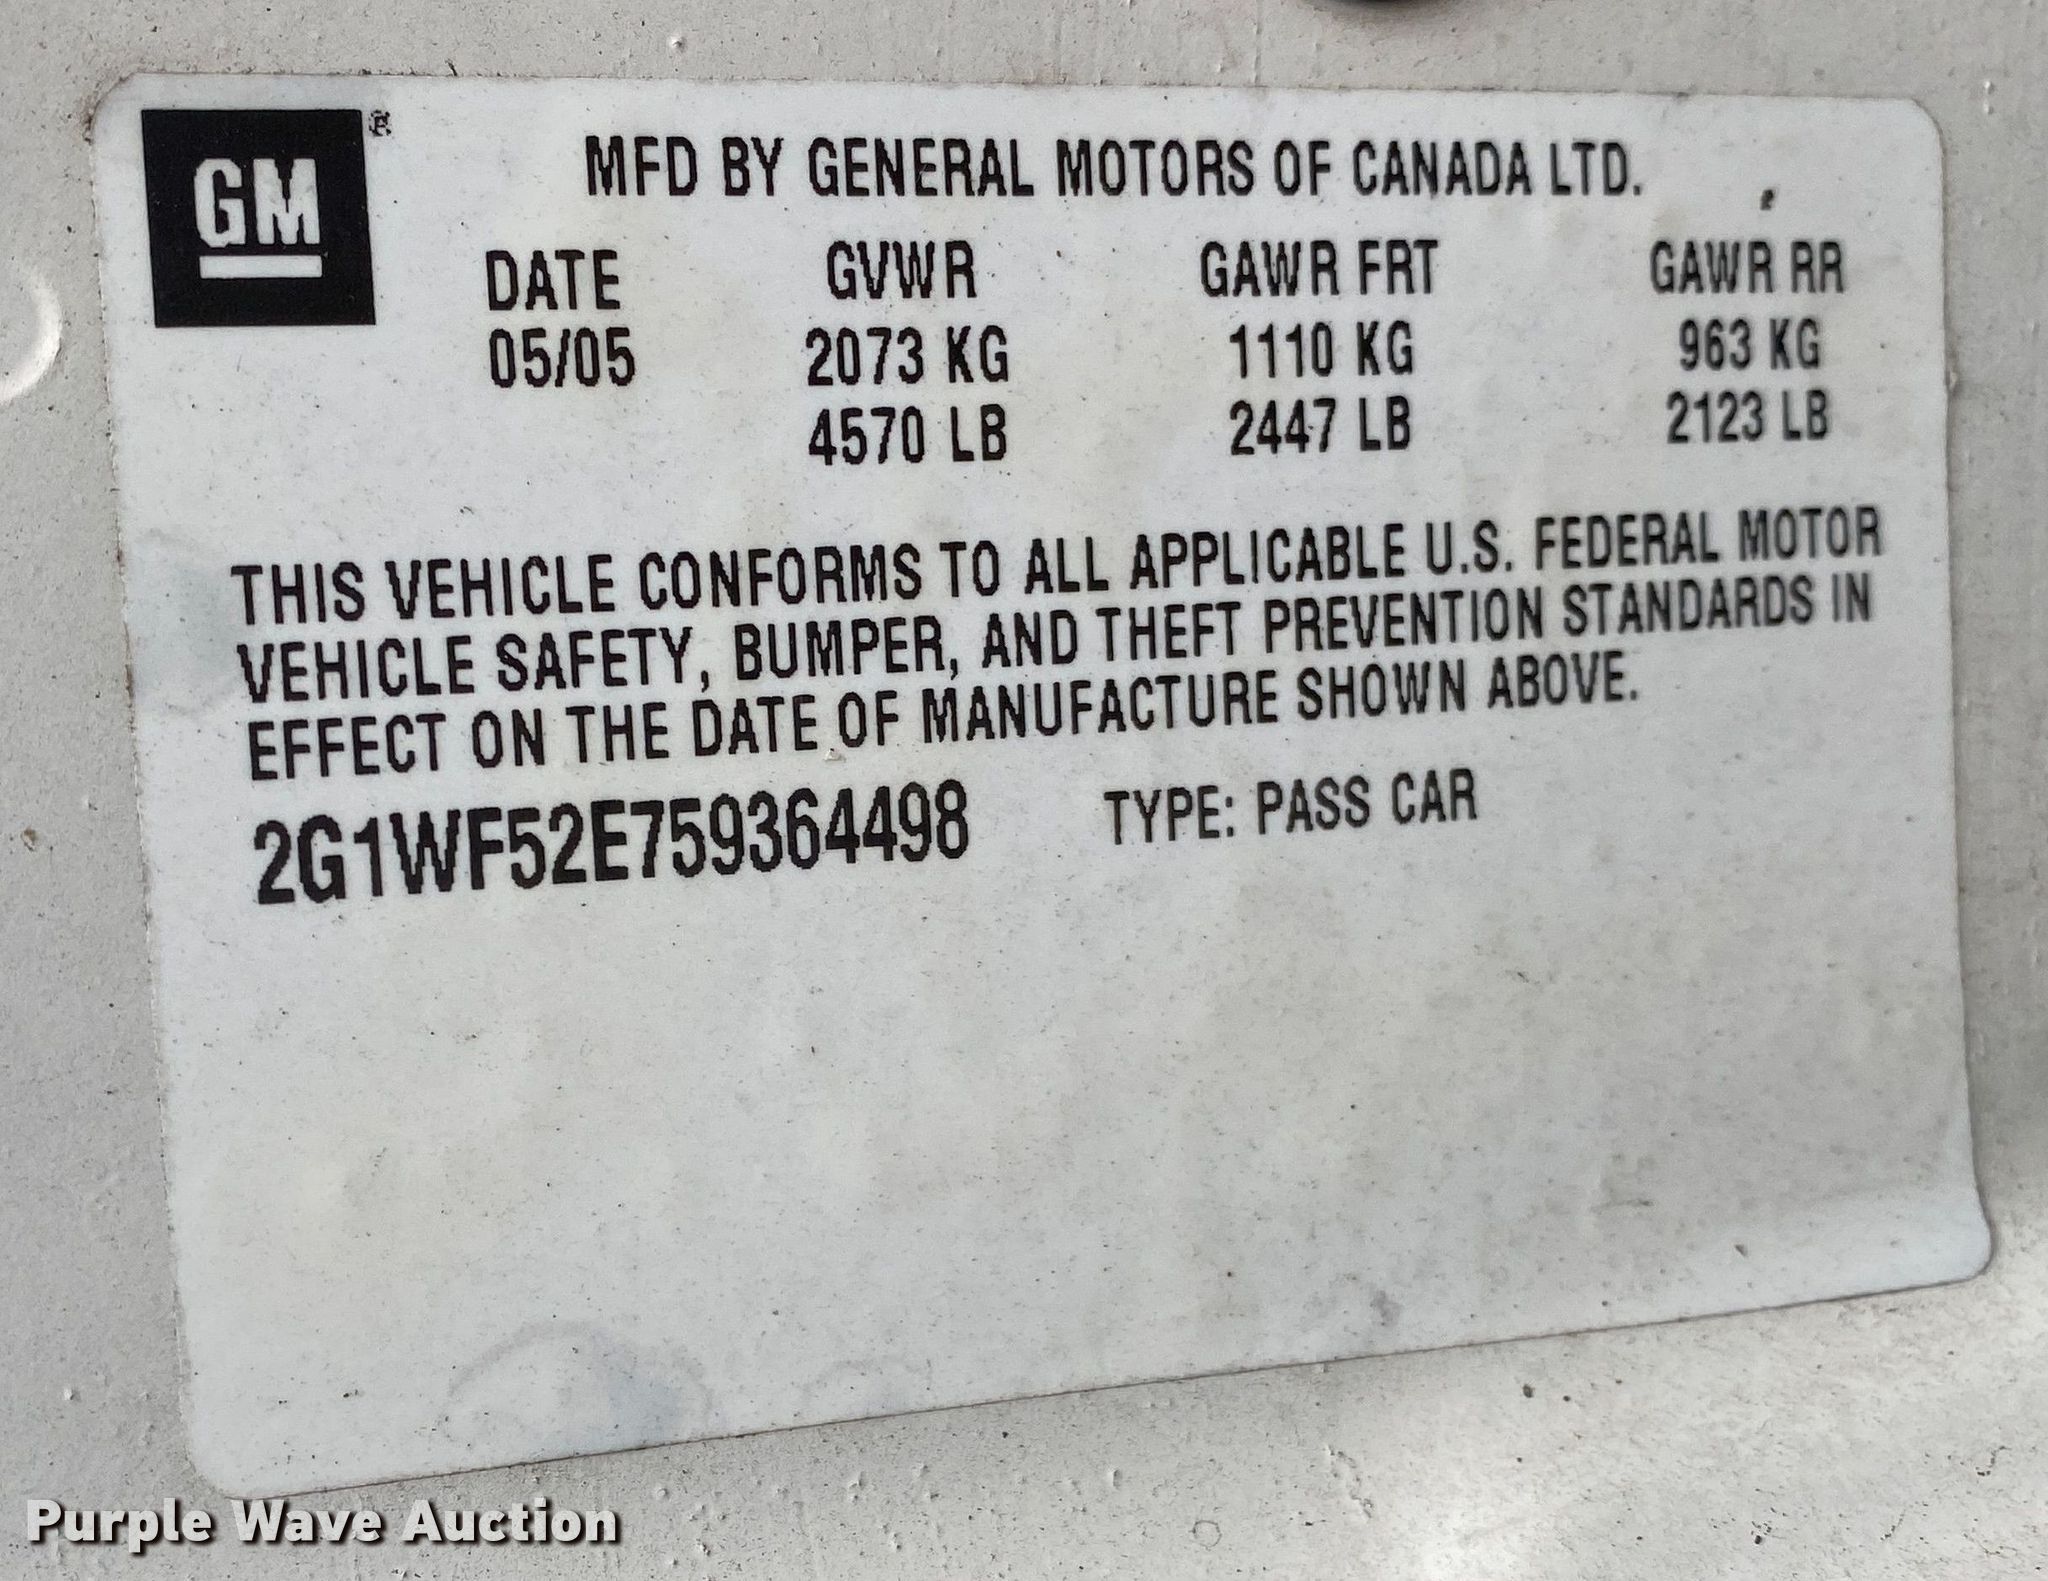 GM ®
MFD BY GENERAL MOTORS OF CANADA LTD.
DATE GVWR GAWR FRT GAWR RR
05/05 2073 KG 1110 KG 963 KG
4570 LB 2447 LB 2123 LB
THIS VEHICLE CONFORMS TO ALL APPLICABLE U.S. FEDERAL MOTOR
VEHICLE SAFETY, BUMPER, AND THEFT PREVENTION STANDARDS IN
EFFECT ON THE DATE OF MANUFACTURE SHOWN ABOVE.
2G1WF52E759364498 TYPE: PASS CAR
Purple Wave Auction